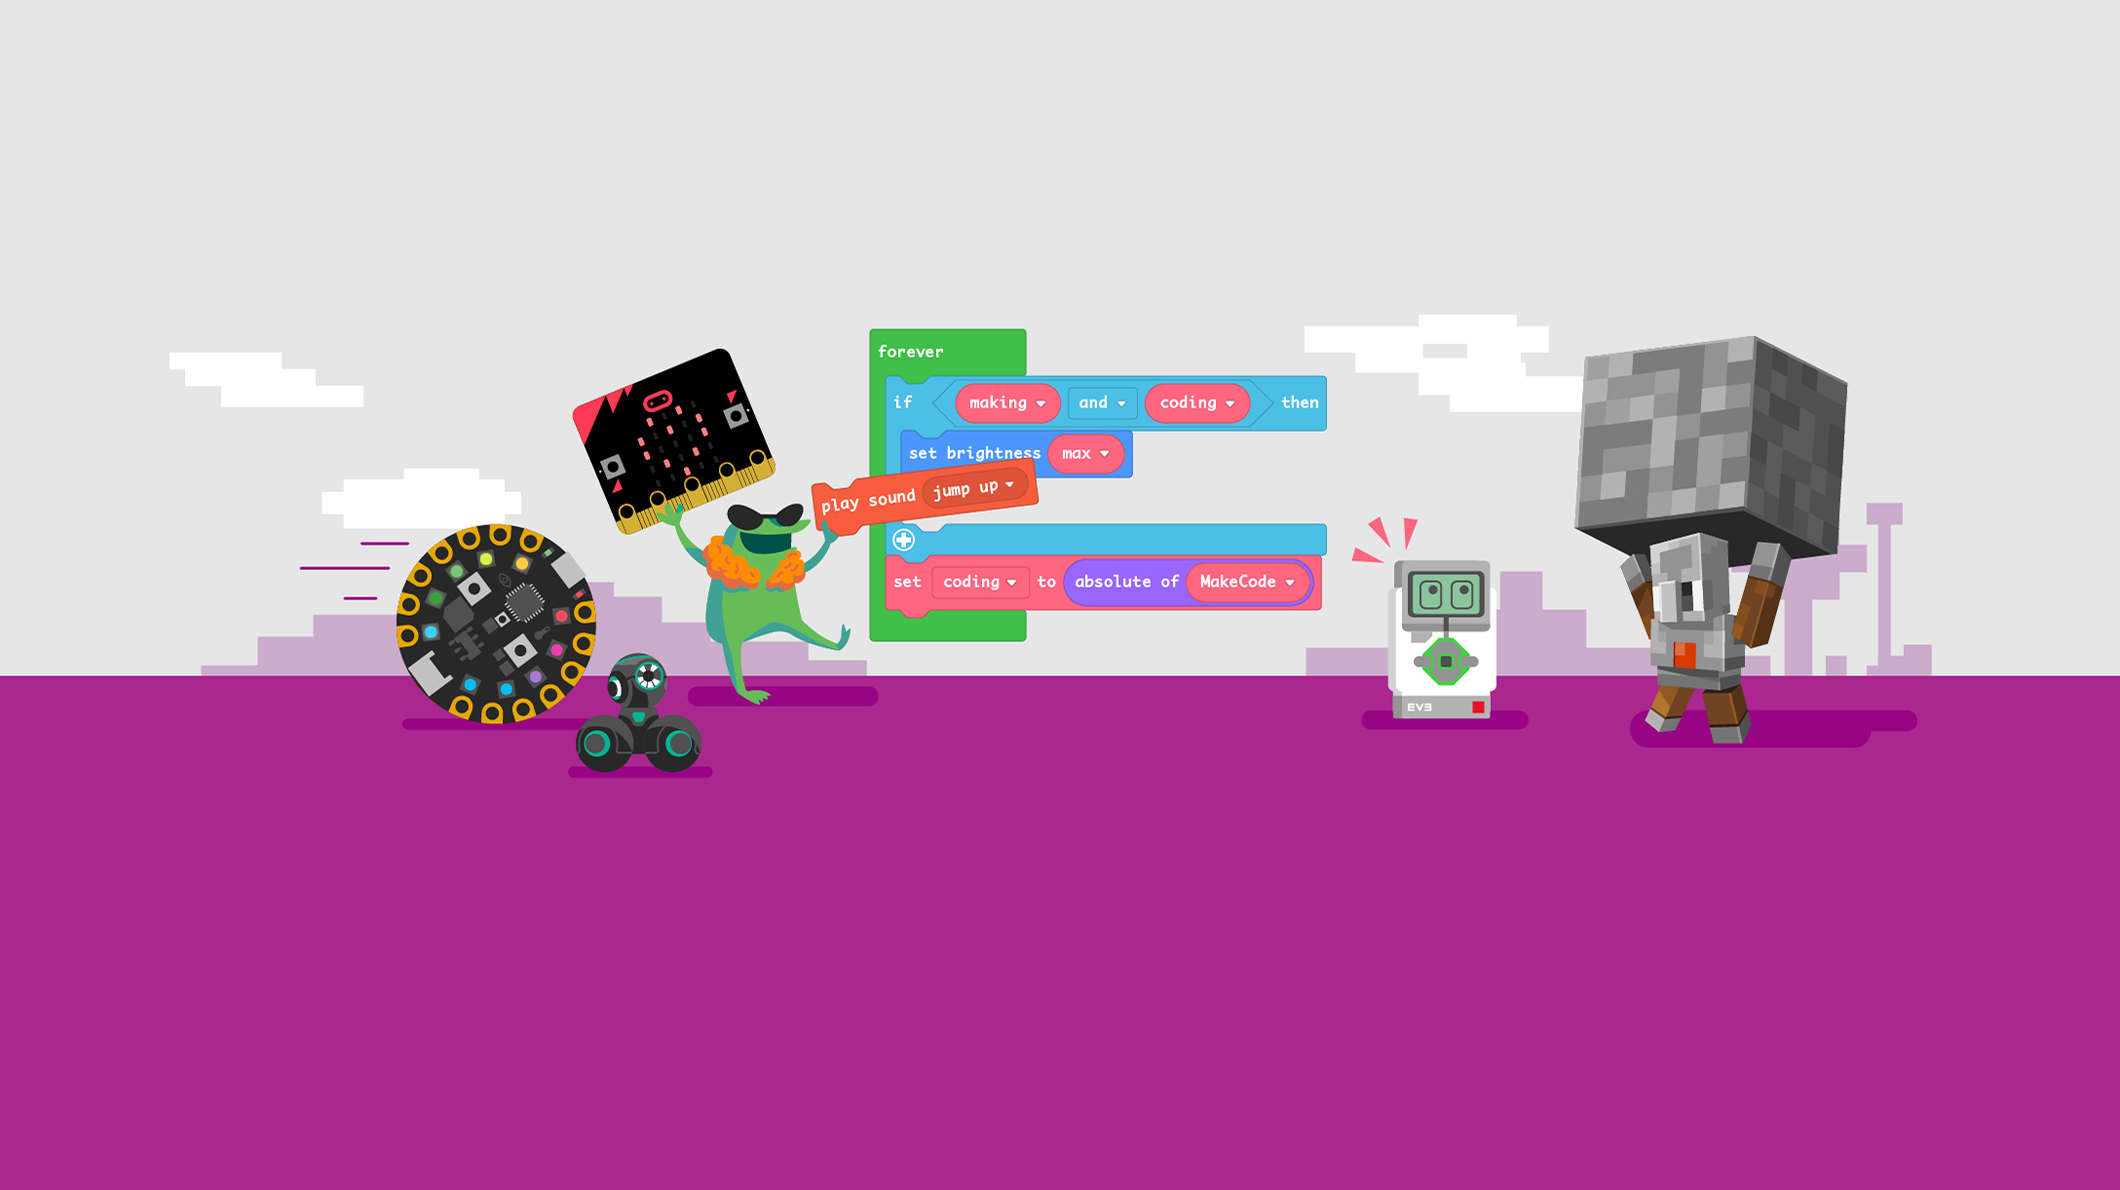 forever
if making and coding then
set brightness max
play sound jump up
set coding to absolute of MakeCode
EV3